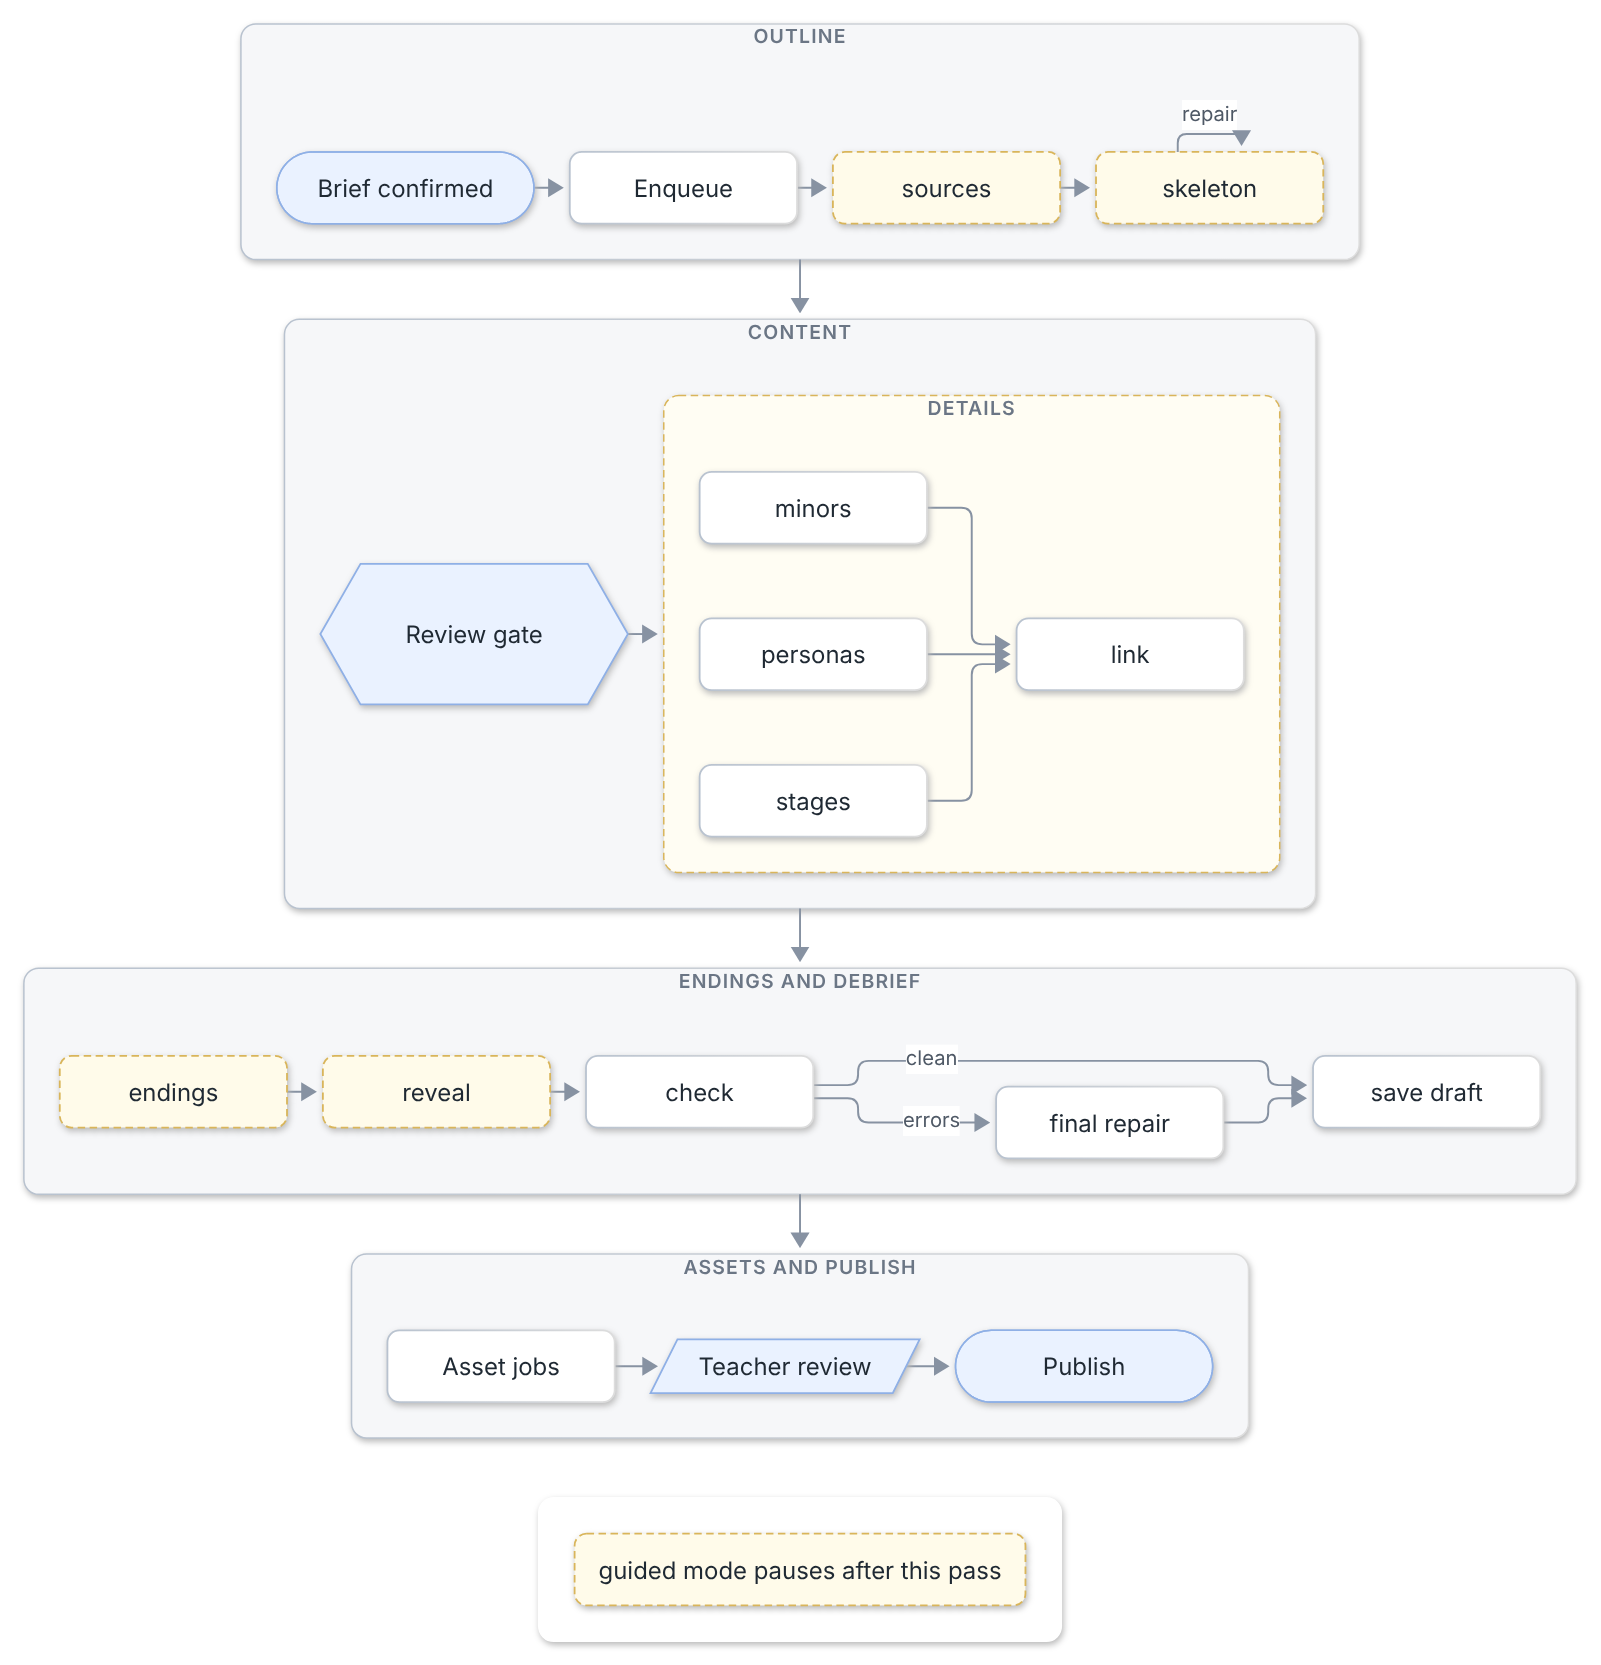 OUTLINE
repair
Brief confirmed
Enqueue
sources
skeleton
CONTENT
DETAILS
minors
Review gate
personas
link
stages
ENDINGS AND DEBRIEF
endings
reveal
check
clean
errors
final repair
save draft
ASSETS AND PUBLISH
Asset jobs
Teacher review
Publish
guided mode pauses after this pass